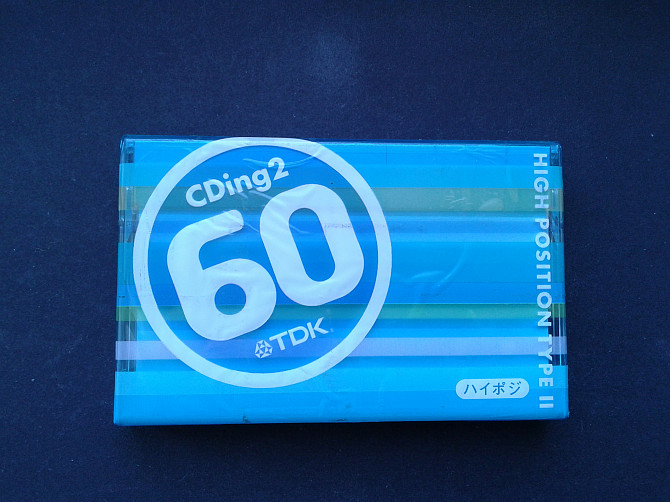 CDing2
60
TDK
HIGH POSITION TYPE II
ハイポジ